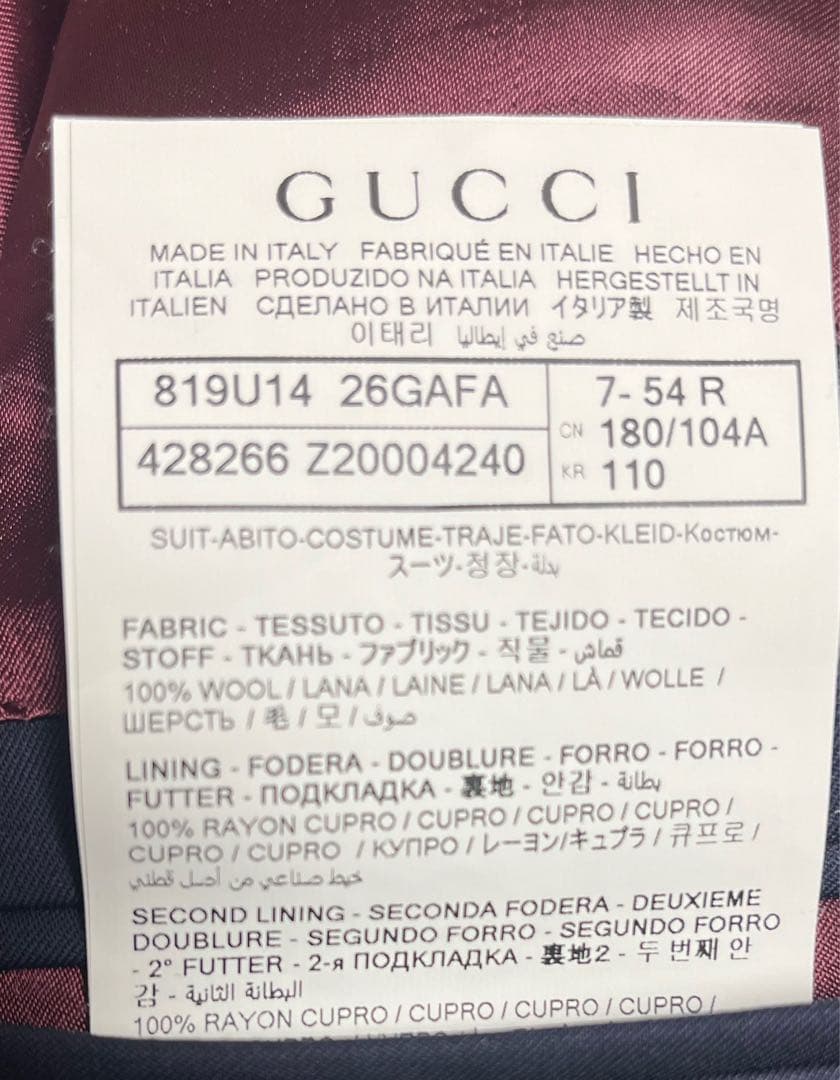 GUCCI
MADE IN ITALY FABRIQUÉ EN ITALIE HECHO EN
ITALIA PRODUZIDO NA ITALIA HERGESTELLT IN
ITALIEN СДЕЛАНО В ИТАЛИИ イタリア製 제조국명
이태리 صنع في إيطاليا
819U14 26GAFA
428266 Z20004240
7- 54 R
CN 180/104A
KR 110
SUIT-ABITO-COSTUME-TRAJE-FATO-KLEID-Костюм-
スーツ-정장-بدلة
FABRIC - TESSUTO - TISSU - TEJIDO - TECIDO -
STOFF - ТКАНЬ - ファブリック - 직물 - قماش
100% WOOL / LANA / LAINE / LANA / LÀ / WOLLE /
ШЕРСТЬ / 毛 / 모 / صوف
LINING - FODERA - DOUBLURE - FORRO - FORRO -
FUTTER - ПОДКЛАДКА - 裏地 - 안감 - بطانة
100% RAYON CUPRO / CUPRO / CUPRO / CUPRO /
CUPRO / CUPRO / КУПРО / レーヨン/キュプラ / 큐프로 /
خيط صناعي من أصل قطني
SECOND LINING - SECONDA FODERA - DEUXIEME
DOUBLURE - SEGUNDO FORRO - SEGUNDO FORRO
- 2° FUTTER - 2-я ПОДКЛАДКА - 裏地2 - 두 번째 안
감 - البطانة الثانية
100% RAYON CUPRO / CUPRO / CUPRO / CUPRO /